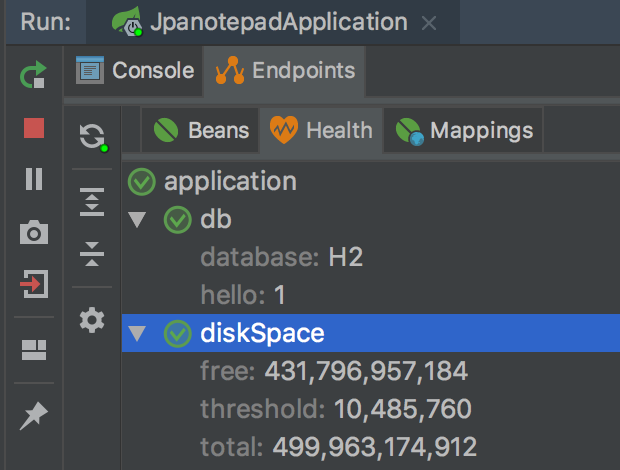 Run: JpanotepadApplication
Console Endpoints
Beans Health Mappings
application
db
database: H2
hello: 1
diskSpace
free: 431,796,957,184
threshold: 10,485,760
total: 499,963,174,912